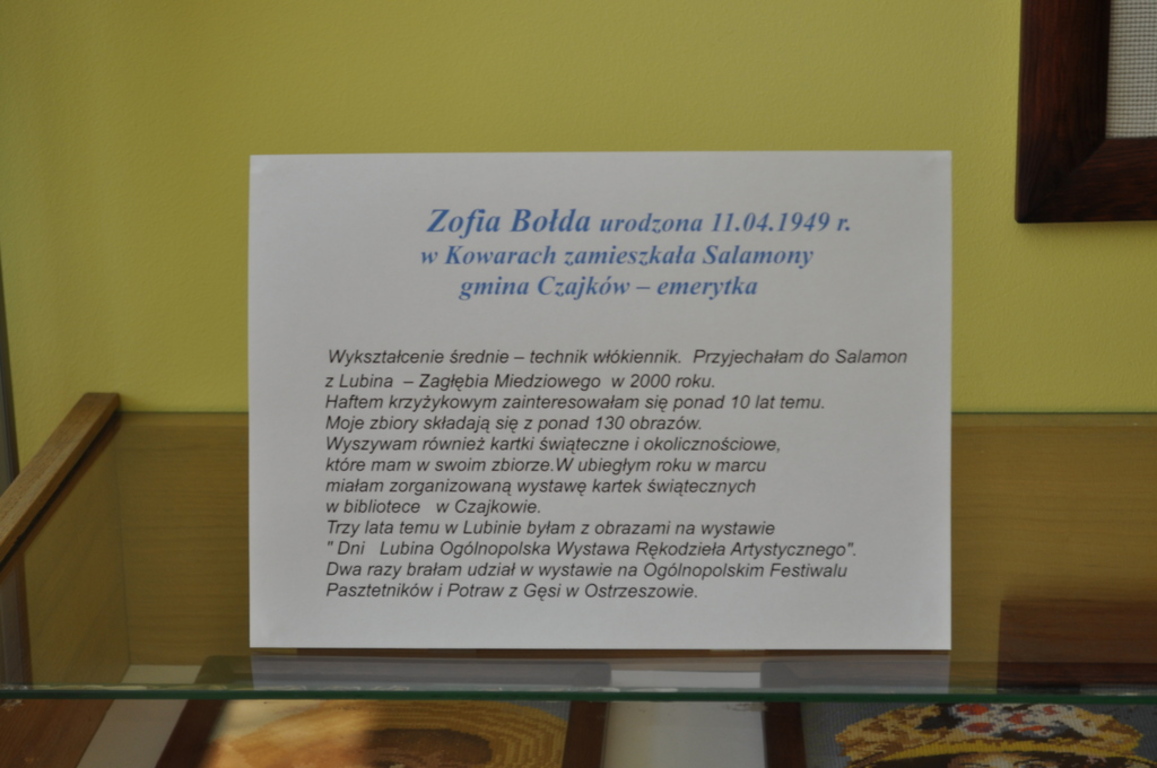 Zofia Bołda urodzona 11.04.1949 r.
w Kowarach zamieszkała Salamony
gmina Czajków – emerytka
Wykształcenie średnie – technik włókiennik. Przyjechałam do Salamon
z Lubina – Zagłębia Miedziowego w 2000 roku.
Haftem krzyżykowym zainteresowałam się ponad 10 lat temu.
Moje zbiory składają się z ponad 130 obrazów.
Wyszywam również kartki świąteczne i okolicznościowe,
które mam w swoim zbiorze.W ubiegłym roku w marcu
miałam zorganizowaną wystawę kartek świątecznych
w bibliotece w Czajkowie.
Trzy lata temu w Lubinie byłam z obrazami na wystawie
" Dni Lubina Ogólnopolska Wystawa Rękodzieła Artystycznego".
Dwa razy brałam udział w wystawie na Ogólnopolskim Festiwalu
Pasztetników i Potraw z Gęsi w Ostrzeszowie.